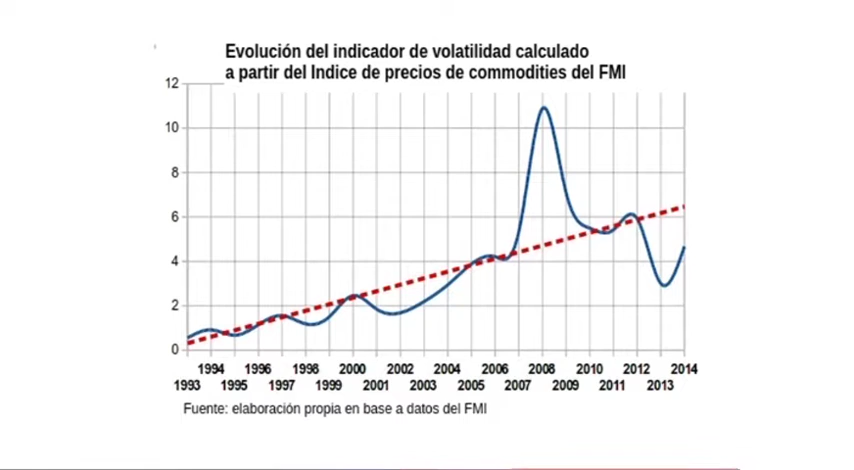 Evolución del indicador de volatilidad calculado
a partir del Indice de precios de commodities del FMI
12
10
8
6
4
2
0
1994 1996 1998 2000 2002 2004 2006 2008 2010 2012 2014
1993 1995 1997 1999 2001 2003 2005 2007 2009 2011 2013
Fuente: elaboración propia en base a datos del FMI